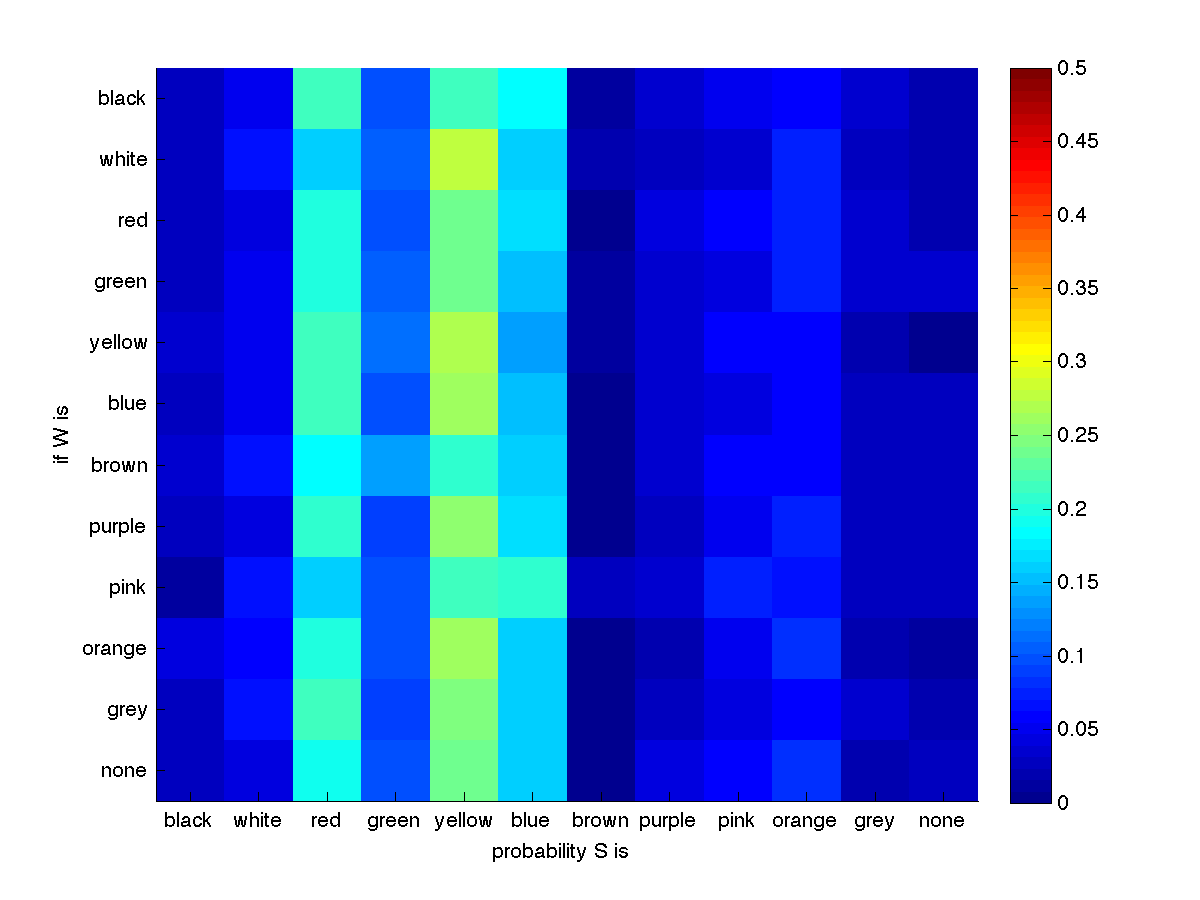 black
white
red
green
yellow
blue
brown
purple
pink
orange
grey
none
if W is
black white red green yellow blue brown purple pink orange grey none
probability S is
0.5
0.45
0.4
0.35
0.3
0.25
0.2
0.15
0.1
0.05
0